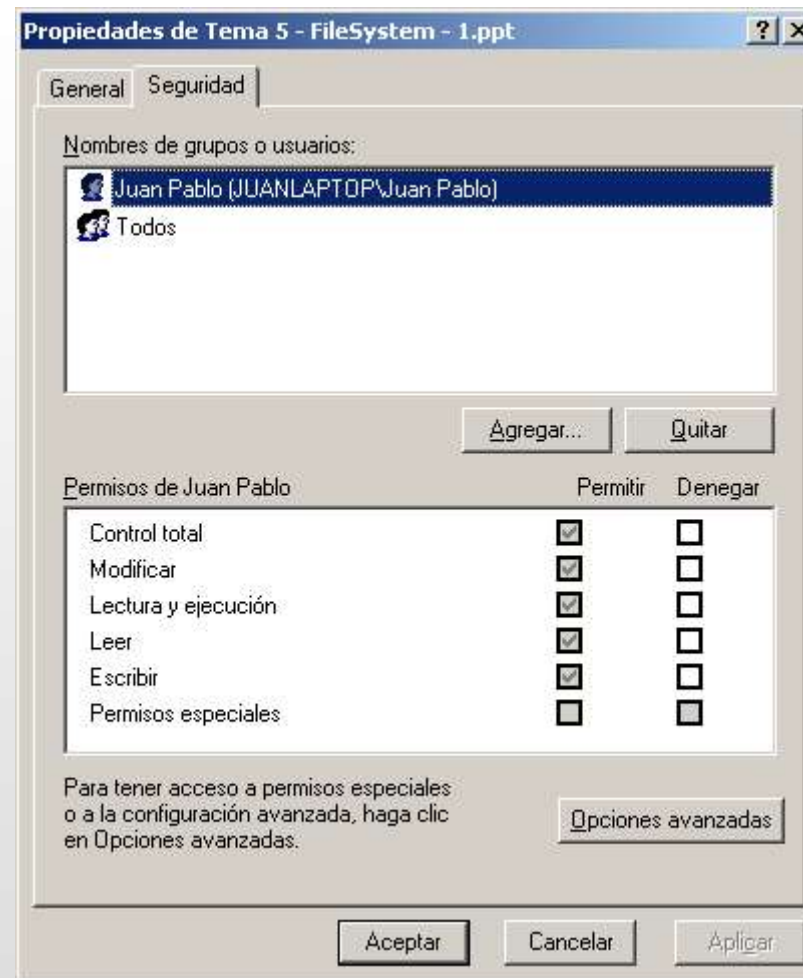 Propiedades de Tema 5 - FileSystem - 1.ppt
General Seguridad
Nombres de grupos o usuarios:
Juan Pablo (JUANLAPTOP\Juan Pablo)
Todos
Agregar... Quitar
Permisos de Juan Pablo Permitir Denegar
Control total
Modificar
Lectura y ejecución
Leer
Escribir
Permisos especiales
Para tener acceso a permisos especiales
o a la configuración avanzada, haga clic
en Opciones avanzadas.
Opciones avanzadas
Aceptar Cancelar Aplicar